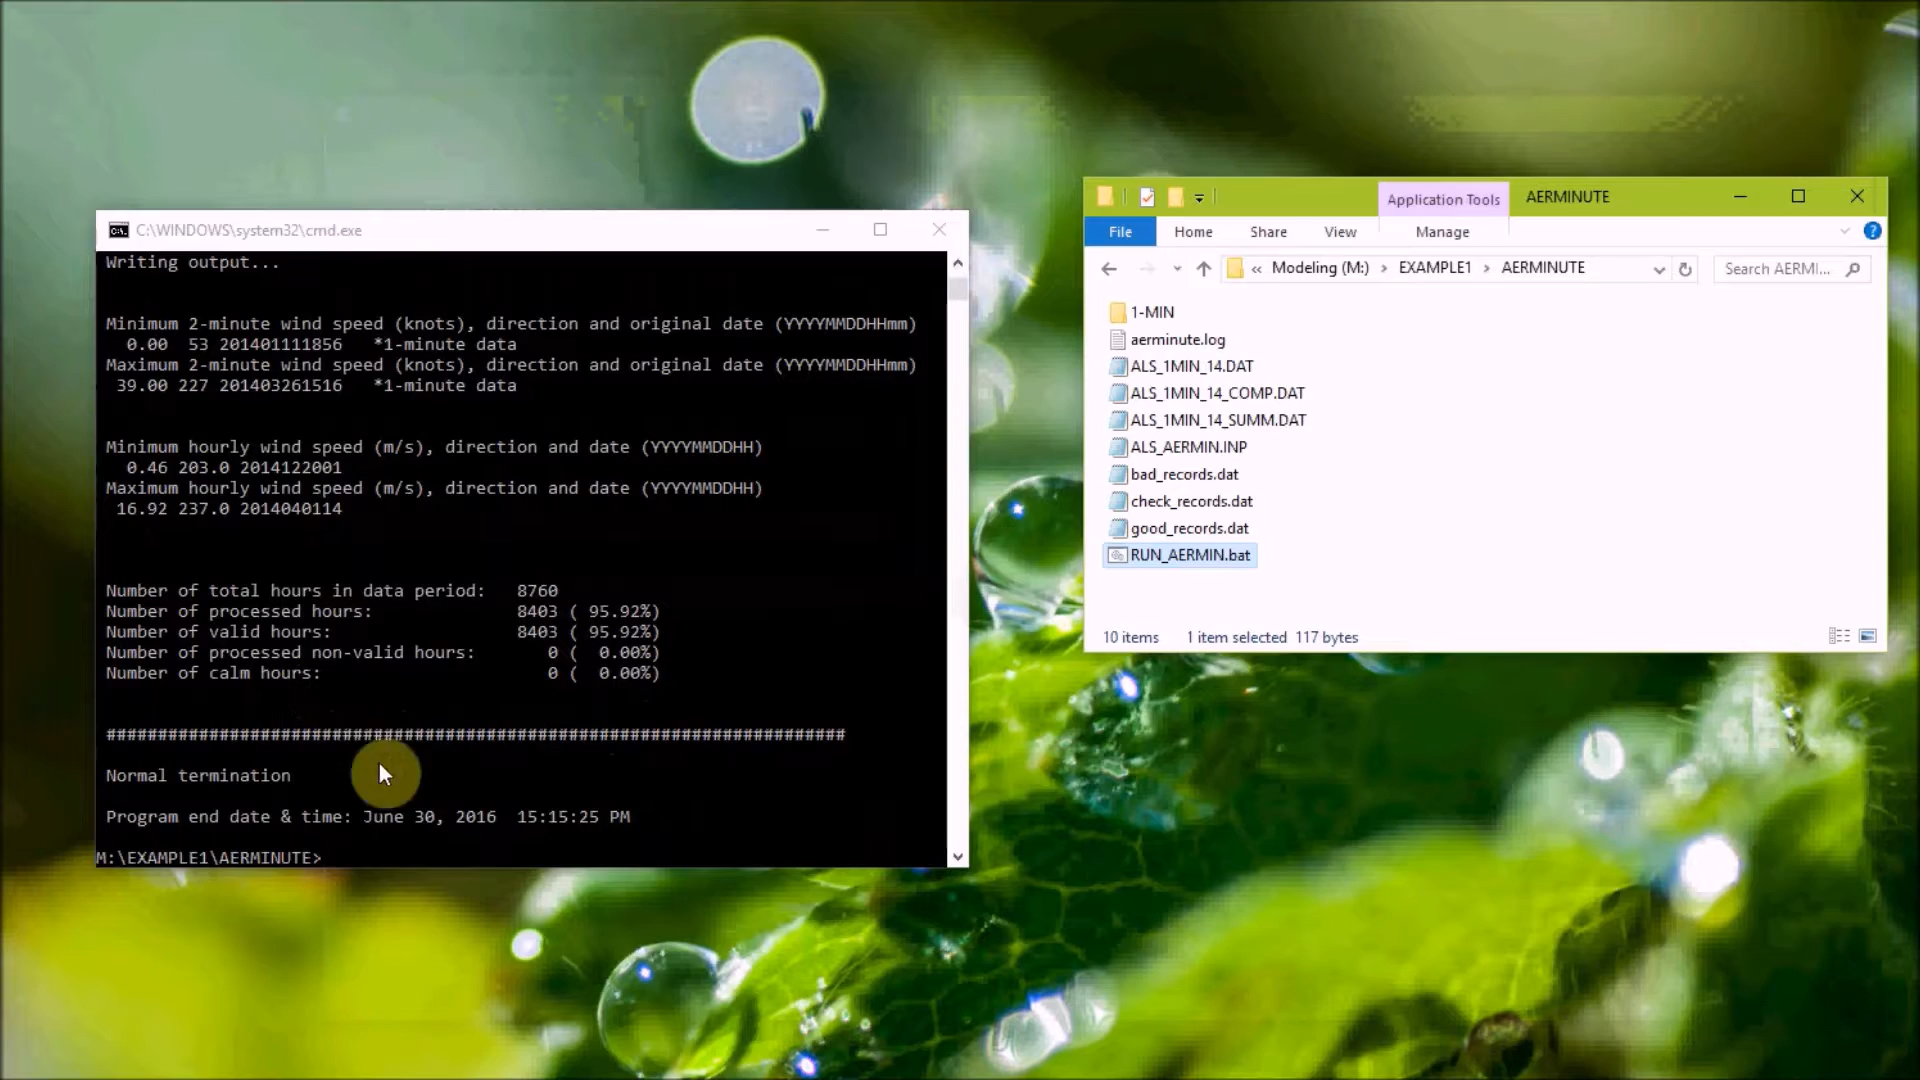 C:\WINDOWS\system32\cmd.exe
Writing output...
Minimum 2-minute wind speed (knots), direction and original date (YYYYMMDDHHmm)
0.00 53 201401111856 *1-minute data
Maximum 2-minute wind speed (knots), direction and original date (YYYYMMDDHHmm)
39.00 227 201403261516 *1-minute data
Minimum hourly wind speed (m/s), direction and date (YYYYMMDDHH)
0.46 203.0 2014122001
Maximum hourly wind speed (m/s), direction and date (YYYYMMDDHH)
16.92 237.0 2014040114
Number of total hours in data period: 8760
Number of processed hours: 8403 ( 95.92%)
Number of valid hours: 8403 ( 95.92%)
Number of processed non-valid hours: 0 ( 0.00%)
Number of calm hours: 0 ( 0.00%)
########################################################################
Normal termination
Program end date & time: June 30, 2016 15:15:25 PM
M:\EXAMPLE1\AERMINUTE>
Application Tools AERMINUTE
File Home Share View Manage
« Modeling (M:) › EXAMPLE1 › AERMINUTE Search AERMI...
1-MIN
aerminute.log
ALS_1MIN_14.DAT
ALS_1MIN_14_COMP.DAT
ALS_1MIN_14_SUMM.DAT
ALS_AERMIN.INP
bad_records.dat
check_records.dat
good_records.dat
RUN_AERMIN.bat
10 items 1 item selected 117 bytes